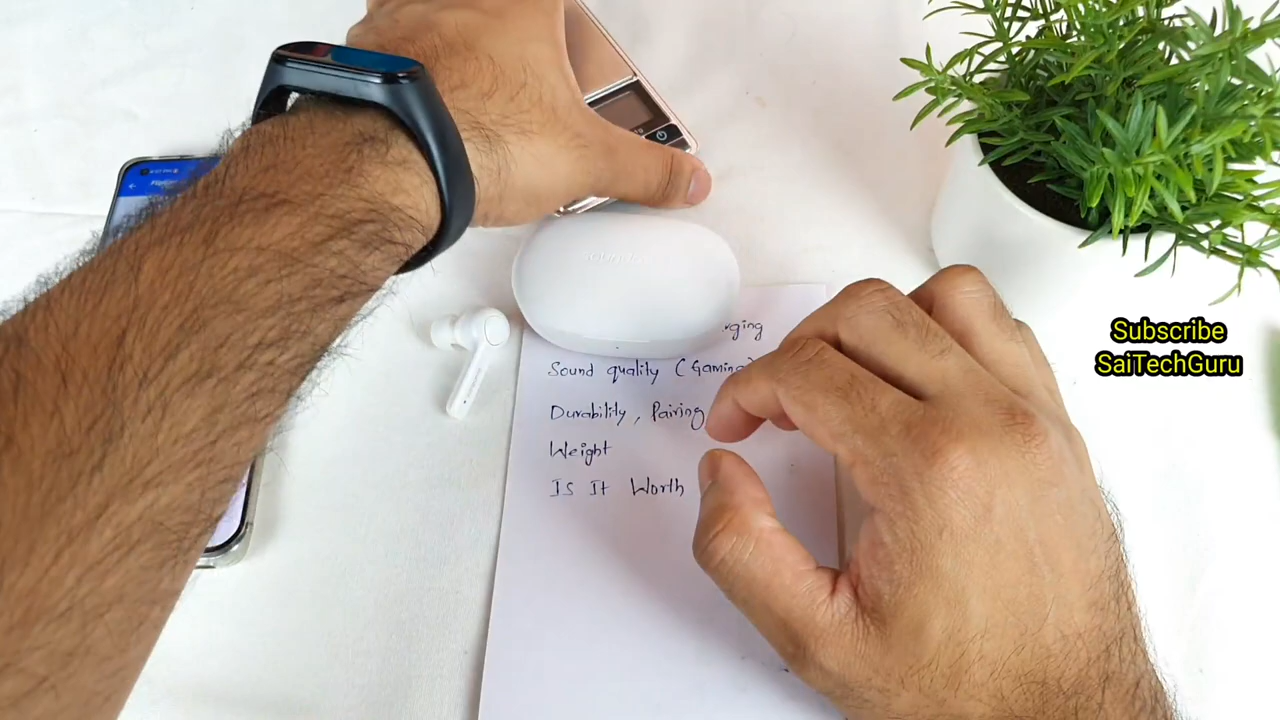 Sound quality (Gaming)
Durability, Pairing
Weight
Is It Worth
Subscribe
SaiTechGuru